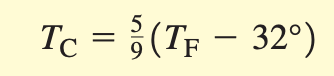 T_C = 5/9 (T_F − 32°)